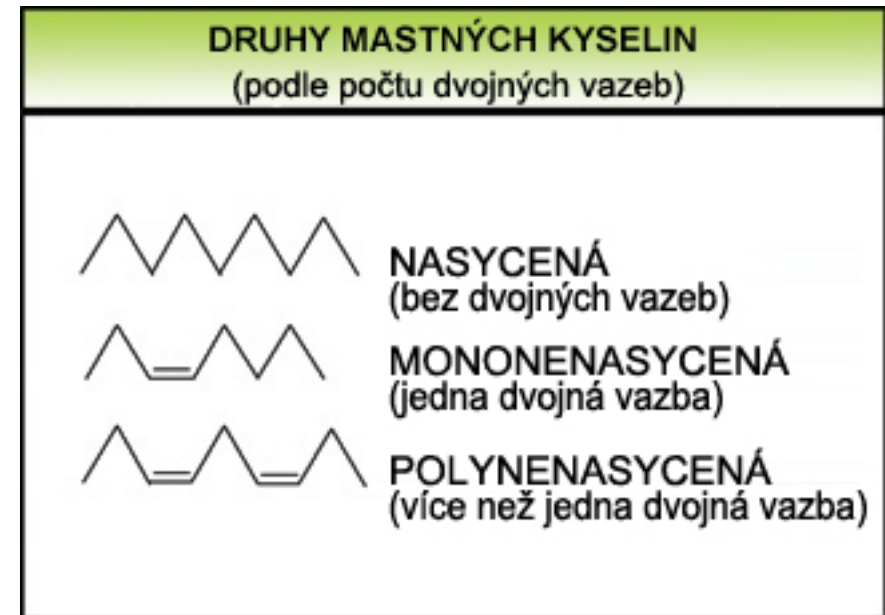 DRUHY MASTNÝCH KYSELIN
(podle počtu dvojných vazeb)
NASYCENÁ
(bez dvojných vazeb)
MONONENASYCENÁ
(jedna dvojná vazba)
POLYNENASYCENÁ
(více než jedna dvojná vazba)